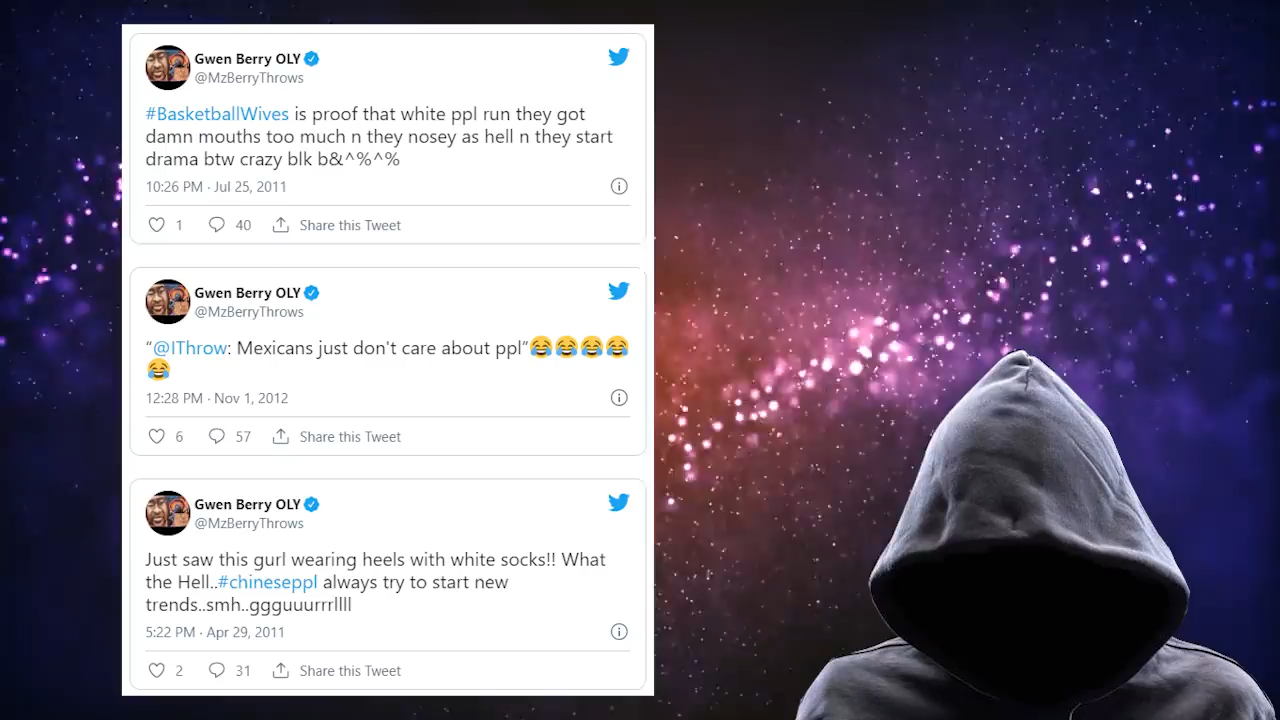 Gwen Berry OLY
@MzBerryThrows
#BasketballWives is proof that white ppl run they got
damn mouths too much n they nosey as hell n they start
drama btw crazy blk b&^%^%
10:26 PM · Jul 25, 2011
1 40 Share this Tweet
Gwen Berry OLY
@MzBerryThrows
“@IThrow: Mexicans just don't care about ppl”😂😂😂😂
😂
12:28 PM · Nov 1, 2012
6 57 Share this Tweet
Gwen Berry OLY
@MzBerryThrows
Just saw this gurl wearing heels with white socks!! What
the Hell..#chineseppl always try to start new
trends..smh..ggguuurrrllll
5:22 PM · Apr 29, 2011
2 31 Share this Tweet